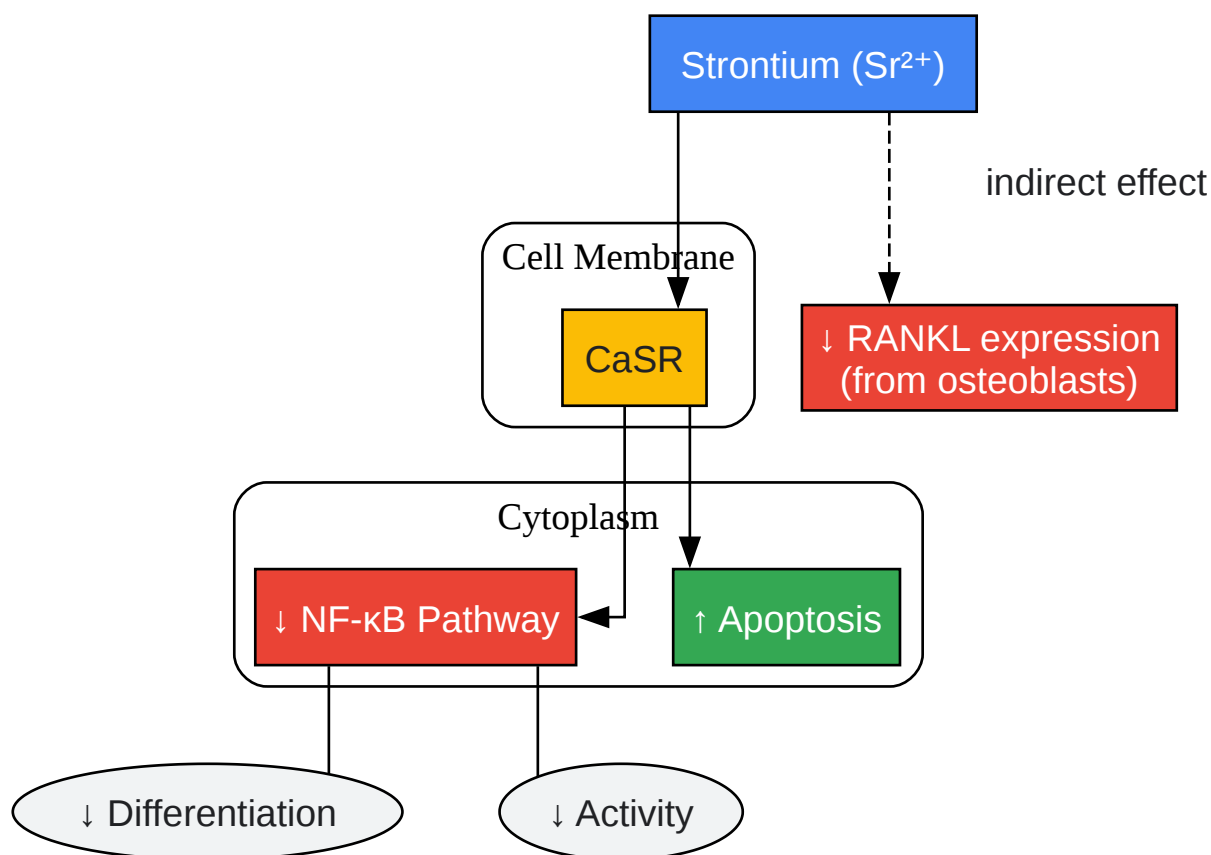 Strontium (Sr²⁺)
indirect effect
Cell Membrane
CaSR
↓ RANKL expression
(from osteoblasts)
Cytoplasm
↓ NF-κB Pathway
↑ Apoptosis
↓ Differentiation
↓ Activity